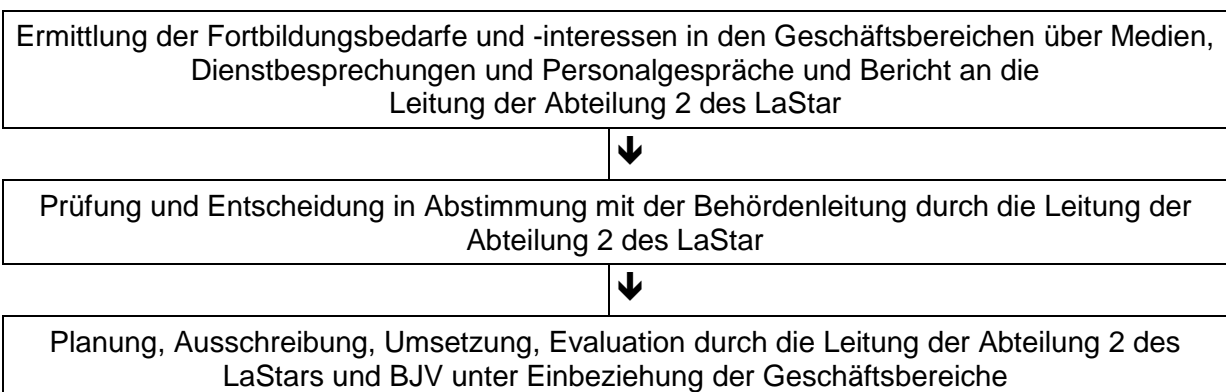 Ermittlung der Fortbildungsbedarfe und -interessen in den Geschäftsbereichen über Medien,
Dienstbesprechungen und Personalgespräche und Bericht an die
Leitung der Abteilung 2 des LaStar
Prüfung und Entscheidung in Abstimmung mit der Behördenleitung durch die Leitung der
Abteilung 2 des LaStar
Planung, Ausschreibung, Umsetzung, Evaluation durch die Leitung der Abteilung 2 des
LaStars und BJV unter Einbeziehung der Geschäftsbereiche